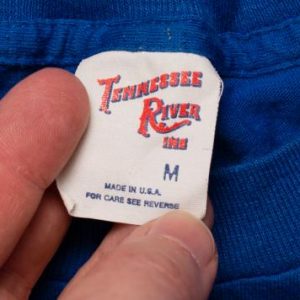 TENNESSEE
RIVER
INC
M
MADE IN U.S.A.
FOR CARE SEE REVERSE